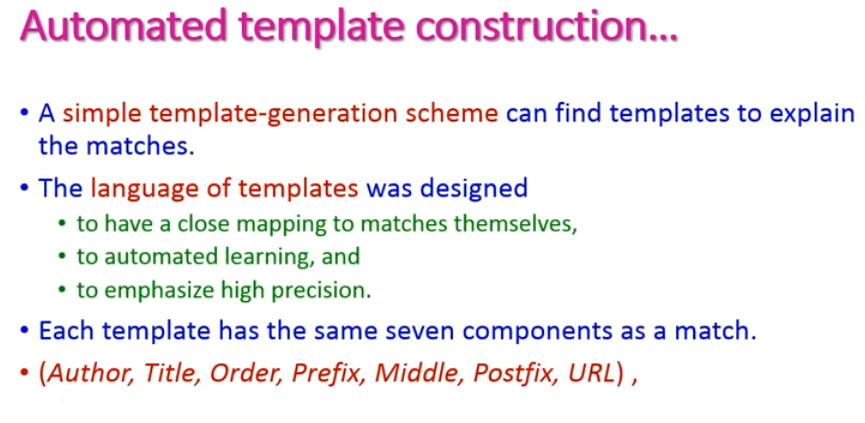 Automated template construction...
• A simple template-generation scheme can find templates to explain
the matches.
• The language of templates was designed
• to have a close mapping to matches themselves,
• to automated learning, and
• to emphasize high precision.
• Each template has the same seven components as a match.
• (Author, Title, Order, Prefix, Middle, Postfix, URL) ,